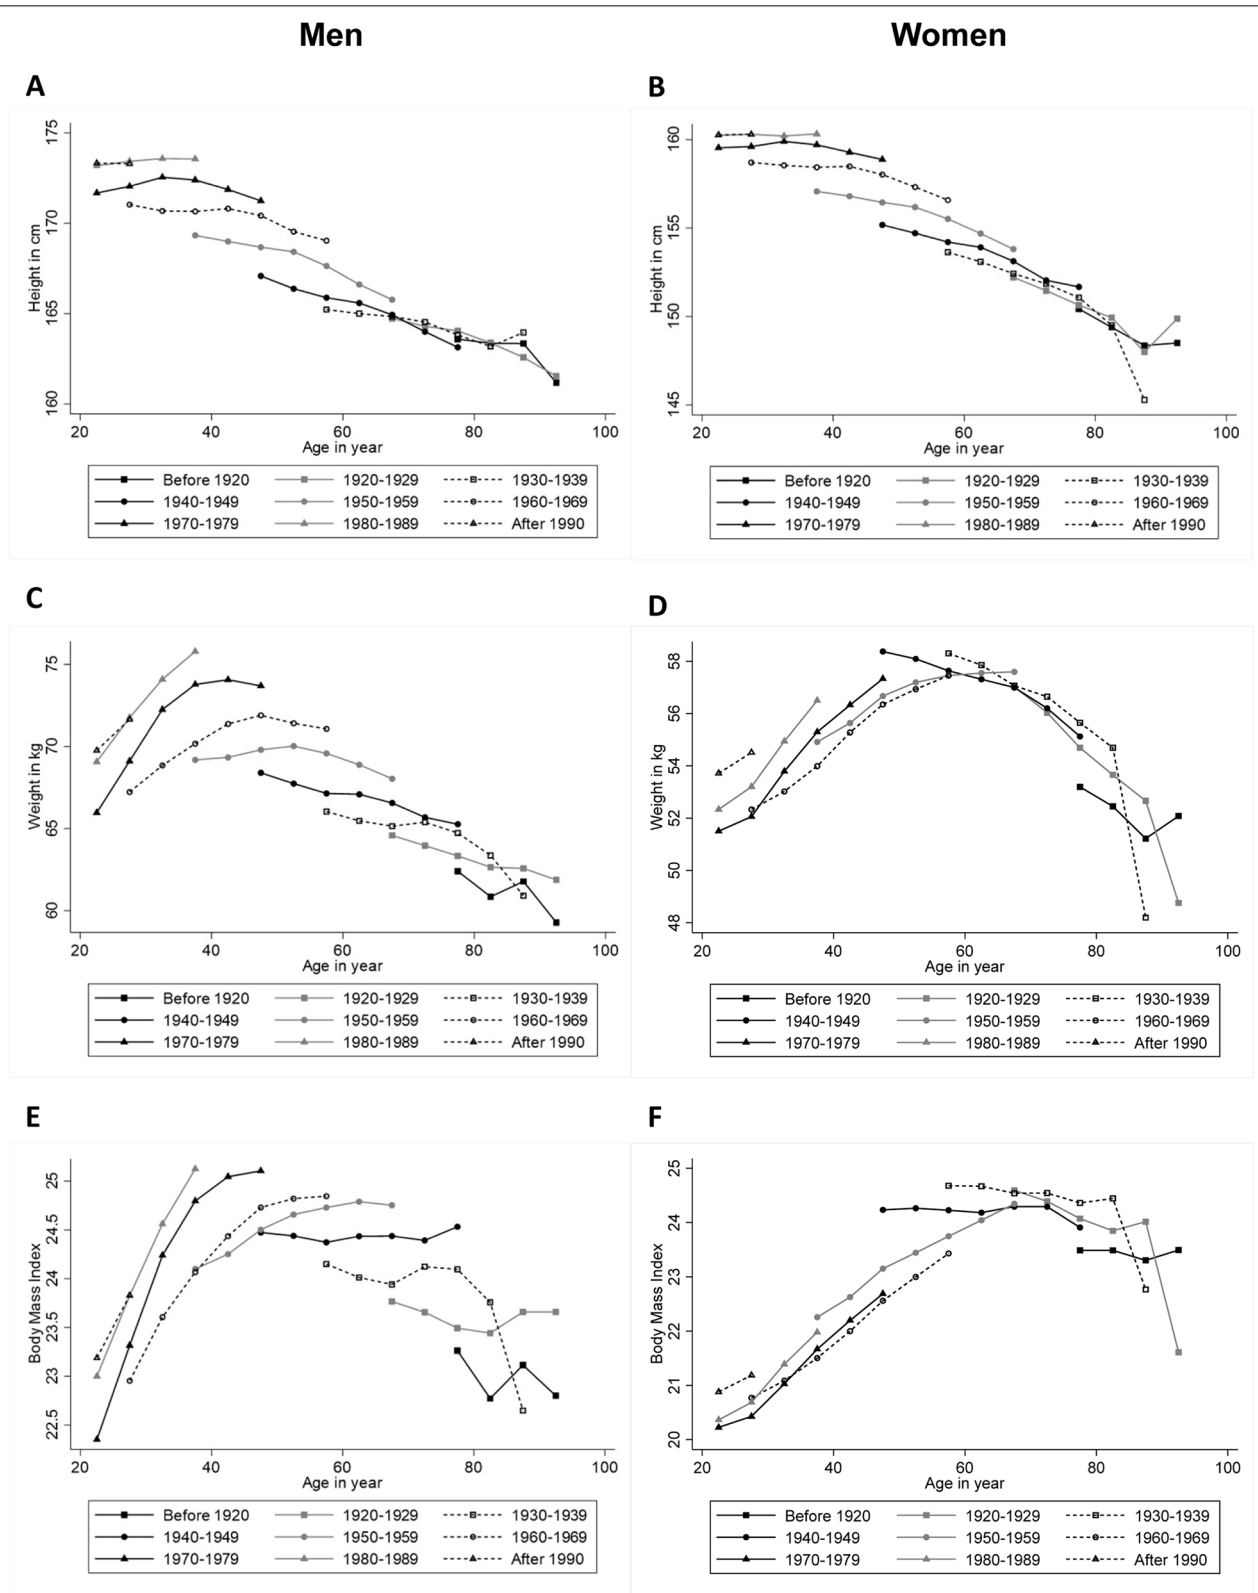 Men Women
A B
Height in cm
175
170
165
160
20 40 60 80 100
Age in year
Before 1920 1920-1929 1930-1939
1940-1949 1950-1959 1960-1969
1970-1979 1980-1989 After 1990
Height in cm
160
155
150
145
20 40 60 80 100
Age in year
Before 1920 1920-1929 1930-1939
1940-1949 1950-1959 1960-1969
1970-1979 1980-1989 After 1990
C D
Weight in kg
75
70
65
60
20 40 60 80 100
Age in year
Before 1920 1920-1929 1930-1939
1940-1949 1950-1959 1960-1969
1970-1979 1980-1989 After 1990
Weight in kg
58
56
54
52
50
48
20 40 60 80 100
Age in year
Before 1920 1920-1929 1930-1939
1940-1949 1950-1959 1960-1969
1970-1979 1980-1989 After 1990
E F
Body Mass Index
25
24.5
24
23.5
23
22.5
20 40 60 80 100
Age in year
Before 1920 1920-1929 1930-1939
1940-1949 1950-1959 1960-1969
1970-1979 1980-1989 After 1990
Body Mass Index
25
24
23
22
21
20
20 40 60 80 100
Age in year
Before 1920 1920-1929 1930-1939
1940-1949 1950-1959 1960-1969
1970-1979 1980-1989 After 1990